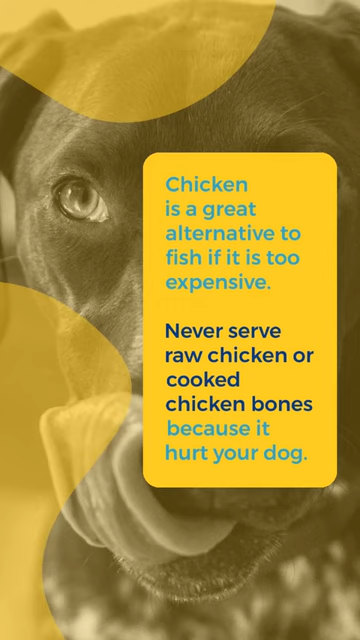 Chicken
is a great
alternative to
fish if it is too
expensive.
Never serve
raw chicken or
cooked
chicken bones
because it
hurt your dog.